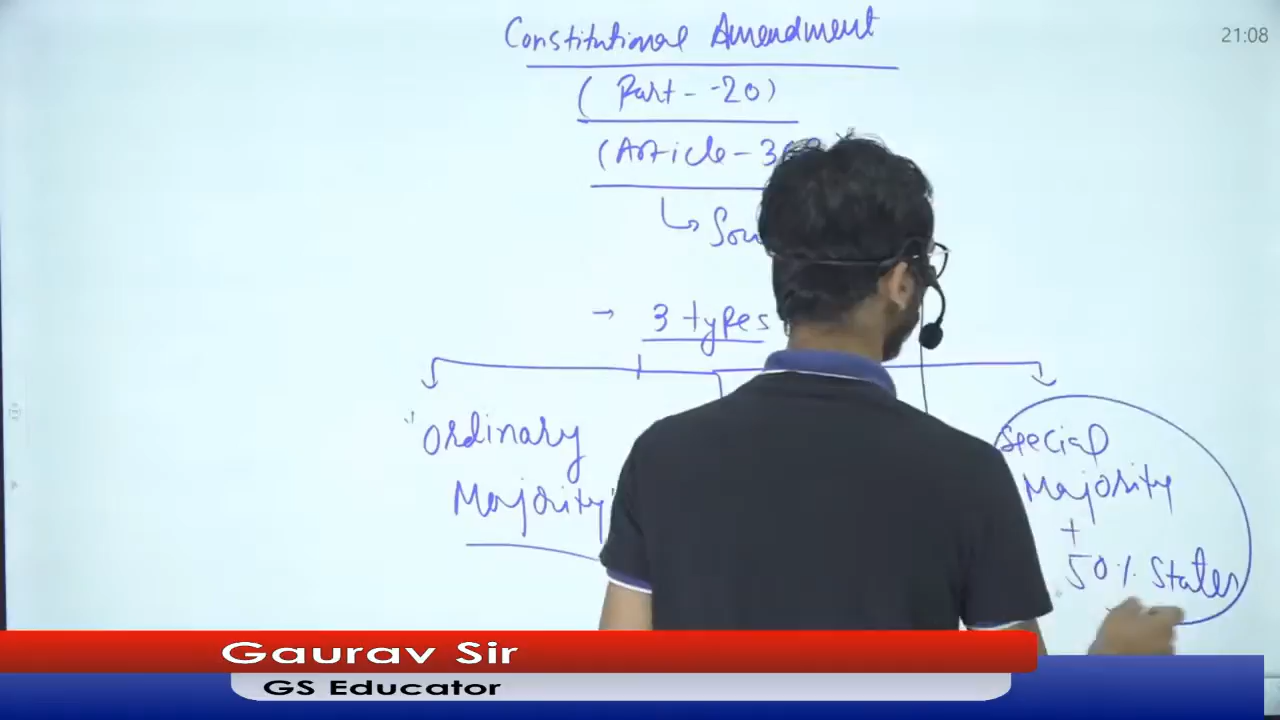 Constitutional Amendment
21:08
( Part - -20)
(Article - 3
→ 3 types
"Ordinary
Majority"
Special
Majority
+
50% States
Gaurav Sir
GS Educator